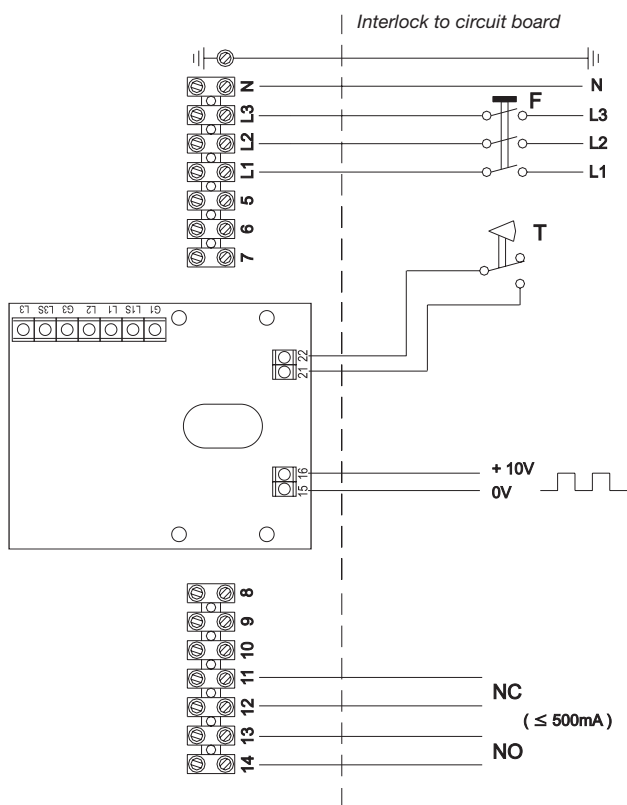 Interlock to circuit board
N
N
L3
F
L3
L2
L2
L1
L1
5
6
7
T
L3 L3S G3 L2 L1 L1S G1
22
21
16
+ 10V
15
0V
8
9
10
11
NC
12
( ≤ 500mA )
13
NO
14